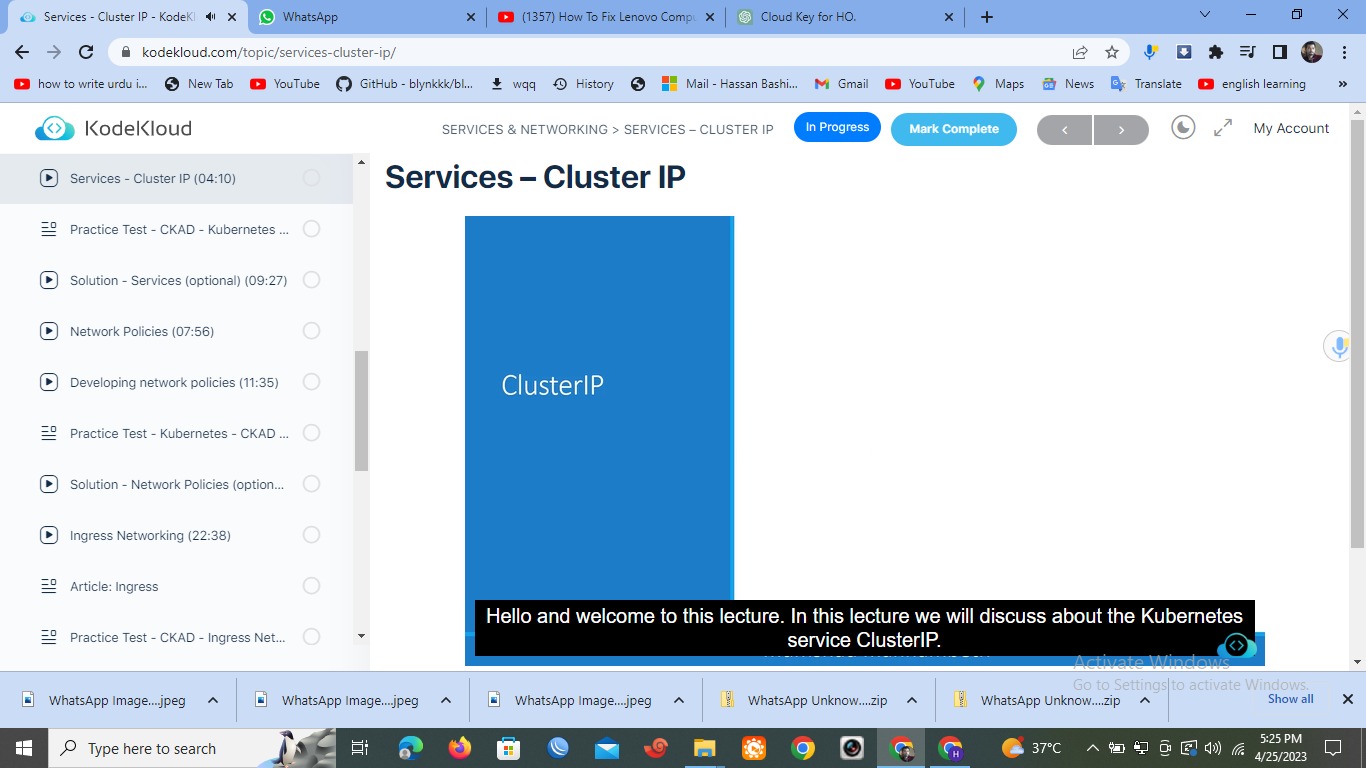 Services - Cluster IP - KodeKl
WhatsApp
(1357) How To Fix Lenovo Compu
Cloud Key for HO.
kodekloud.com/topic/services-cluster-ip/
how to write urdu i...
New Tab
YouTube
GitHub - blynkkk/bl...
wqq
History
Mail - Hassan Bashi...
Gmail
YouTube
Maps
News
Translate
english learning
»
KodeKloud
SERVICES & NETWORKING > SERVICES – CLUSTER IP
In Progress
Mark Complete
My Account
Services - Cluster IP (04:10)
Practice Test - CKAD - Kubernetes ...
Solution - Services (optional) (09:27)
Network Policies (07:56)
Developing network policies (11:35)
Practice Test - Kubernetes - CKAD ...
Solution - Network Policies (option...
Ingress Networking (22:38)
Article: Ingress
Practice Test - CKAD - Ingress Net...
Services – Cluster IP
ClusterIP
Hello and welcome to this lecture. In this lecture we will discuss about the Kubernetes
service ClusterIP.
Activate Windows
Go to Settings to activate Windows.
WhatsApp Image....jpeg
WhatsApp Image....jpeg
WhatsApp Image....jpeg
WhatsApp Unknow....zip
WhatsApp Unknow....zip
Show all
Type here to search
H
37°C
5:25 PM
4/25/2023